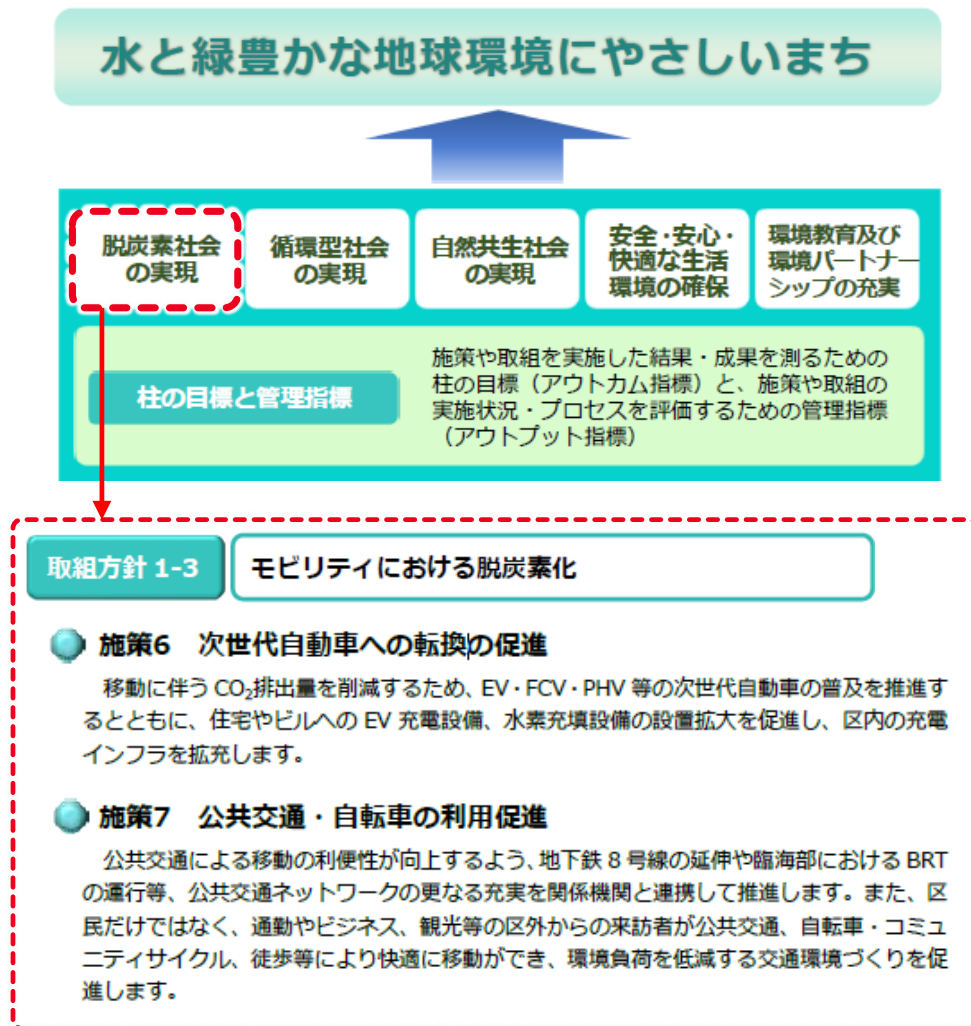 水と緑豊かな地球環境にやさしいまち
脱炭素社会
の実現
循環型社会
の実現
自然共生社会
の実現
安全・安心・
快適な生活
環境の確保
環境教育及び
環境パートナー
シップの充実
柱の目標と管理指標
施策や取組を実施した結果・成果を測るための
柱の目標（アウトカム指標）と、施策や取組の
実施状況・プロセスを評価するための管理指標
（アウトプット指標）
取組方針 1-3
モビリティにおける脱炭素化
施策6　次世代自動車への転換の促進
移動に伴う CO₂排出量を削減するため、EV・FCV・PHV 等の次世代自動車の普及を推進す
るとともに、住宅やビルへの EV 充電設備、水素充填設備の設置拡大を促進し、区内の充電
インフラを拡充します。
施策7　公共交通・自転車の利用促進
公共交通による移動の利便性が向上するよう、地下鉄 8 号線の延伸や臨海部における BRT
の運行等、公共交通ネットワークの更なる充実を関係機関と連携して推進します。また、区
民だけではなく、通勤やビジネス、観光等の区外からの来訪者が公共交通、自転車・コミュ
ニティサイクル、徒歩等により快適に移動ができ、環境負荷を低減する交通環境づくりを促
進します。